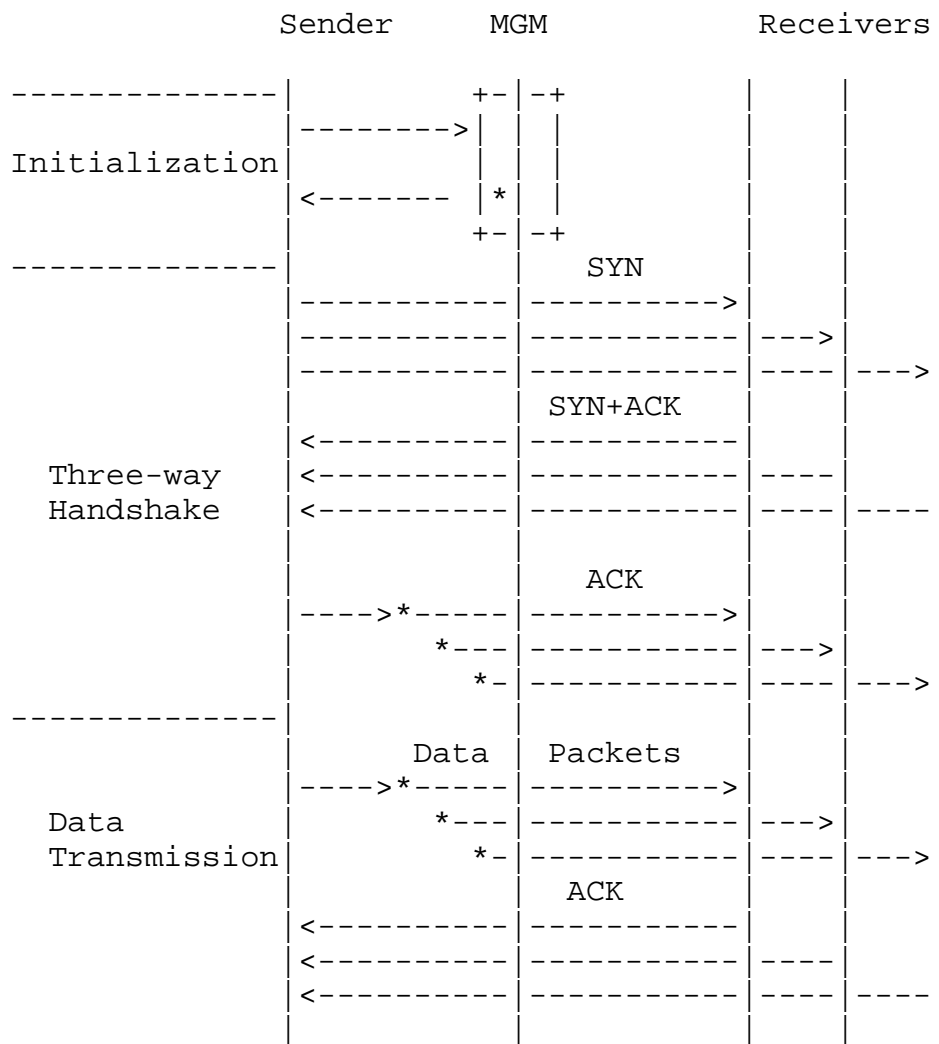 Sender MGM Receivers
--------------| +-|-+ | |
|-------->| | | | |
Initialization| | | | | |
|<------- |*| | | |
| +-|-+ | |
--------------| | SYN | |
|-----------|----------->| |
|-----------|-----------|--->|
|-----------|-----------|----|--->
| | SYN+ACK | |
|<----------|-----------| |
Three-way |<----------|-----------|---- |
Handshake |<----------|-----------|----|----
| | | |
| | ACK | |
|---->*-----|----------->| |
| *---|-----------|--->|
| *-|-----------|----|--->
--------------| | | |
| Data | Packets | |
|---->*-----|----------->| |
Data | *---|-----------|--->|
Transmission| *-|-----------|----|--->
| | ACK | |
|<----------|-----------| |
|<----------|-----------|----|
|<----------|-----------|----|----
| | | |